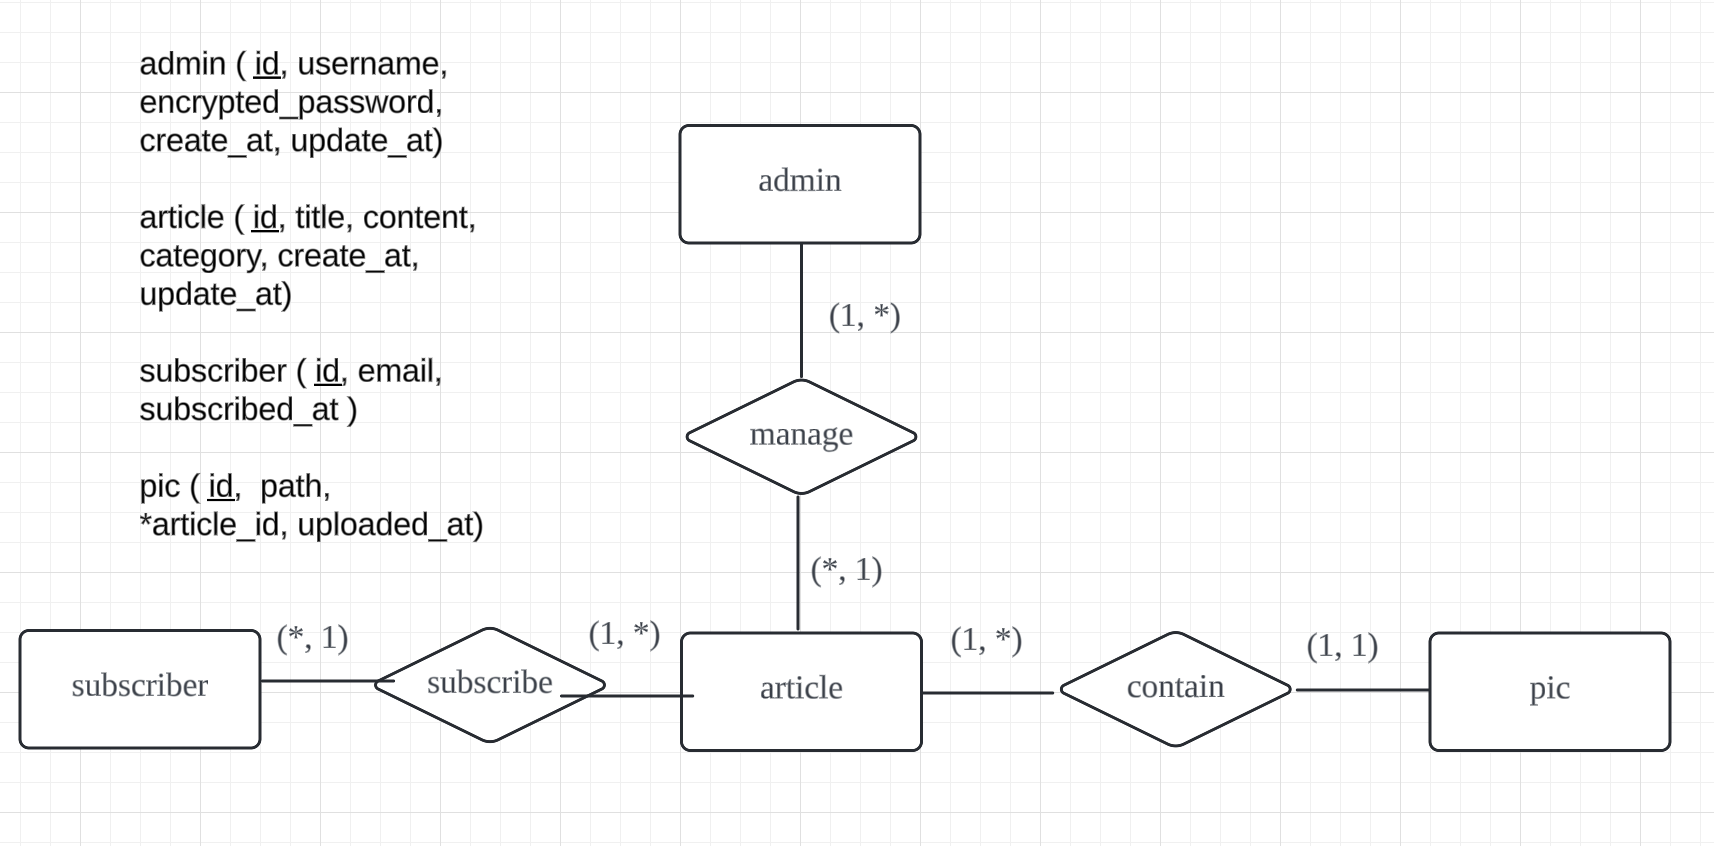 admin ( id, username,
encrypted_password,
create_at, update_at)
article ( id, title, content,
category, create_at,
update_at)
subscriber ( id, email,
subscribed_at )
pic ( id,  path,
*article_id, uploaded_at)
admin
(1, *)
manage
(*, 1)
subscriber
(*, 1)
subscribe
(1, *)
article
(1, *)
contain
(1, 1)
pic